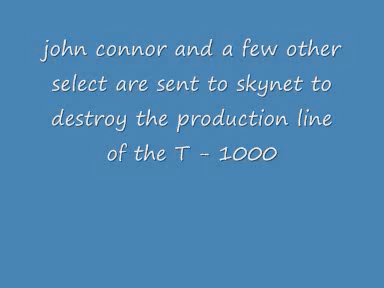 john connor and a few other
select are sent to skynet to
destroy the production line
of the T - 1000